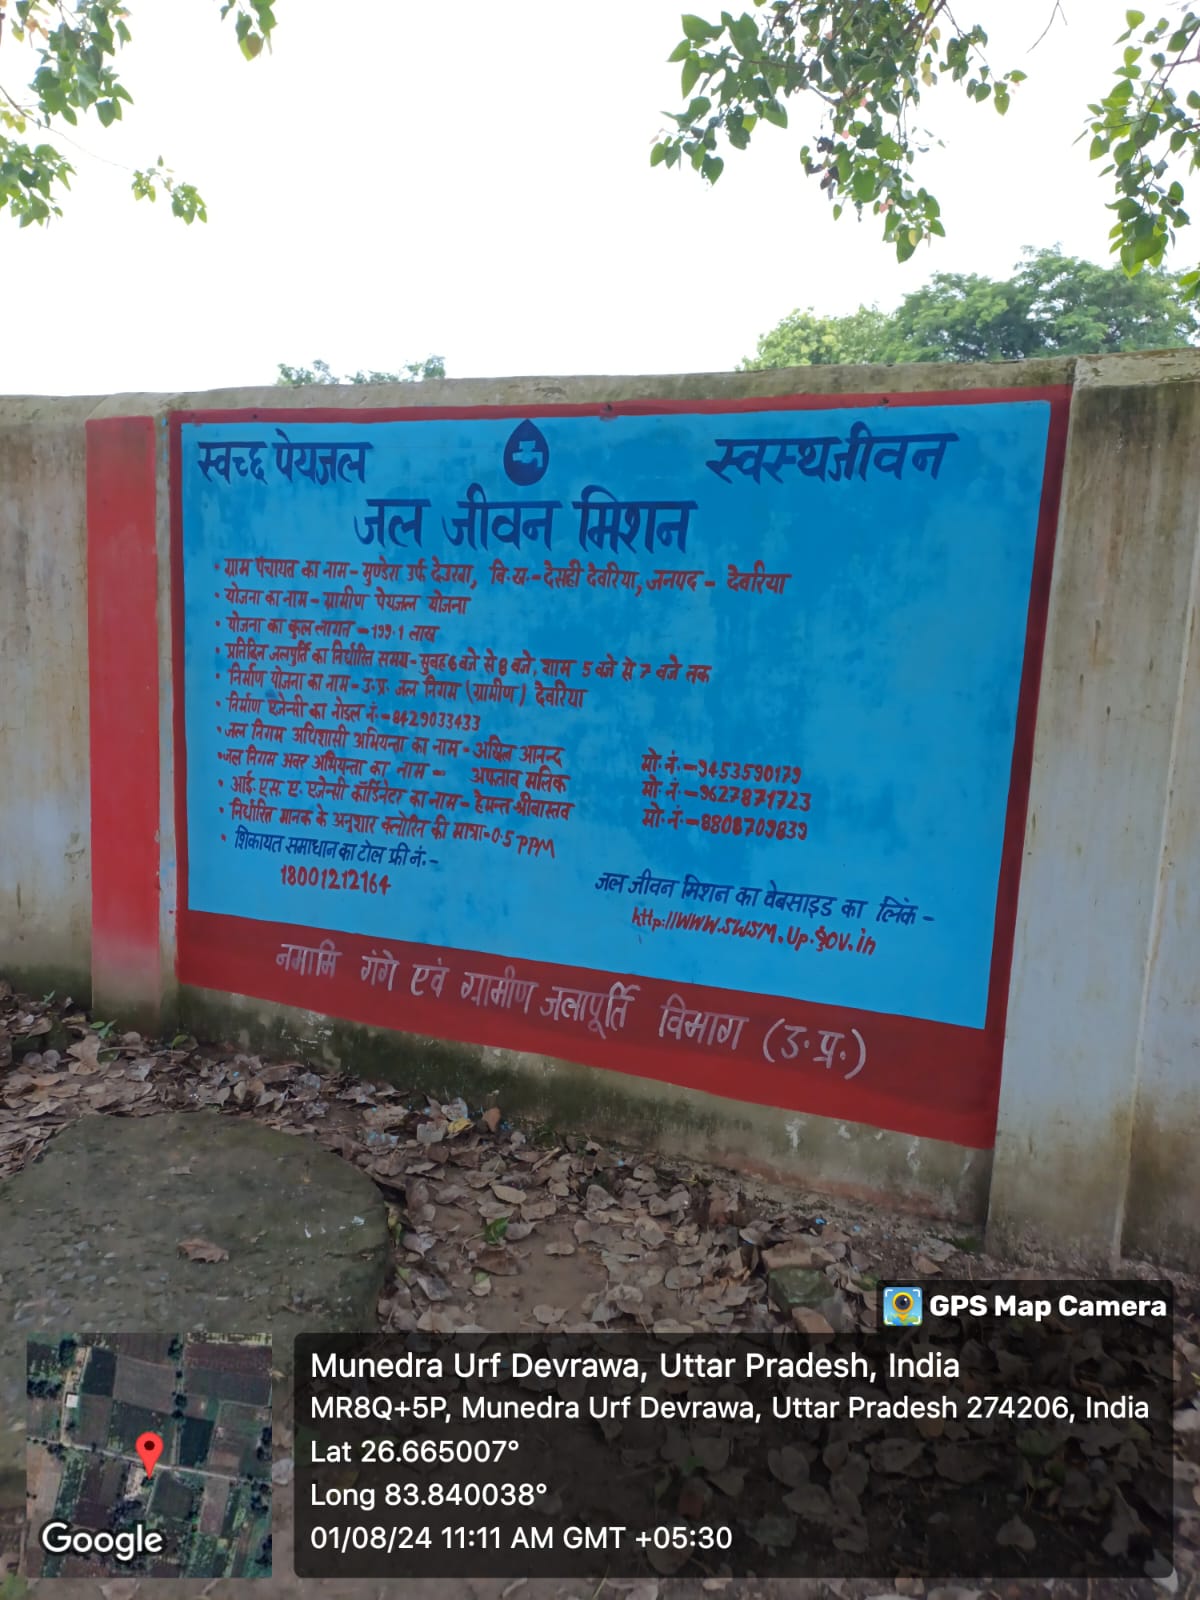 स्वच्छ पेयजल
स्वस्थ जीवन
जल जीवन मिशन
• ग्राम पंचायत का नाम - मुण्डेरा उर्फ देउरवा, वि.ख.- देसही देवरिया, जनपद - देवरिया
• योजना का नाम - ग्रामीण पेयजल योजना
• योजना का कुल लागत - 199.1 लाख
• प्रतिदिन जलपुर्ति का निर्धारित समय - सुबह 6 बजे से 8 बजे, शाम 5 बजे से 7 बजे तक
• निर्माण योजना का नाम - उ.प्र. जल निगम (ग्रामीण) देवरिया
• निर्माण एजेन्सी का नोडल नं.- 8429033433
• जल निगम अधिशासी अभियन्ता का नाम - अखिल आनन्द मो.नं.- 9453590179
• जल निगम अवर अभियन्ता का नाम - अफताब मलिक मो.नं.- 9627871723
• आई.एस.ए. एजेन्सी कॉर्डिनेटर का नाम - हेमन्त श्रीवास्तव मो.नं.- 8808709839
• निर्धारित मानक के अनुशार क्लोरिन की मात्रा - 0.5 PPM
• शिकायत समाधान का टोल फ्री नं.-
18001212164
जल जीवन मिशन का वेबसाइड का लिंक -
http://WWW.SWSM.Up.gov.in
नमामि गंगे एवं ग्रामीण जलापूर्ति विभाग (उ.प्र.)
GPS Map Camera
Munedra Urf Devrawa, Uttar Pradesh, India
MR8Q+5P, Munedra Urf Devrawa, Uttar Pradesh 274206, India
Lat 26.665007°
Long 83.840038°
01/08/24 11:11 AM GMT +05:30
Google